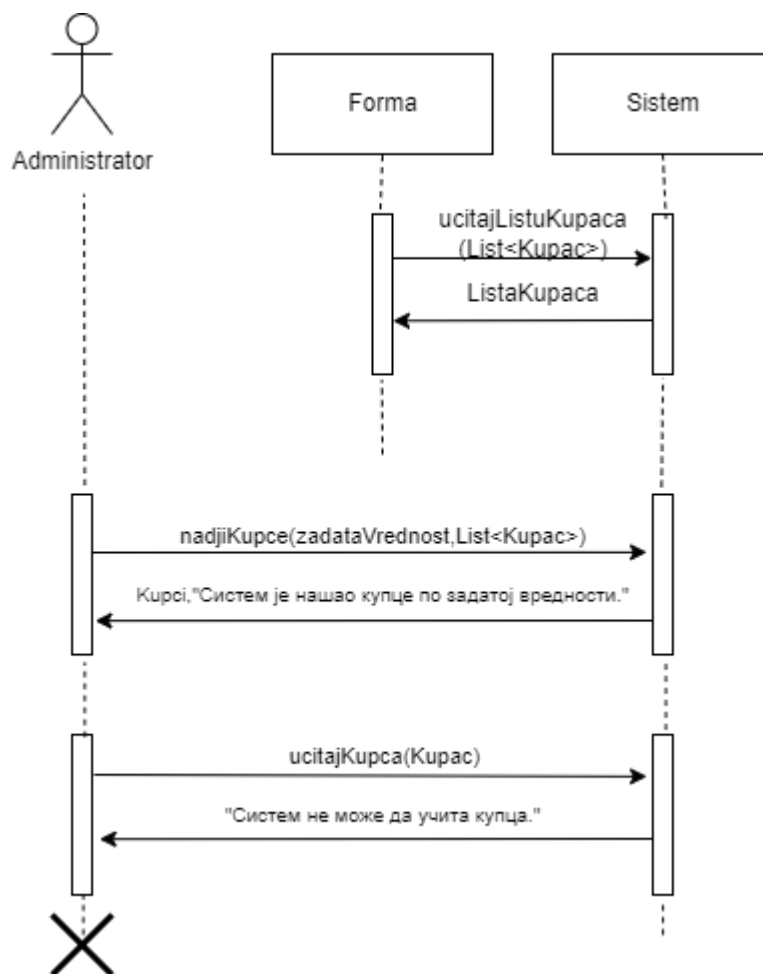 Forma
Sistem
Administrator
ucitajListuKupaca
(List<Kupac>)
ListaKupaca
nadjiKupce(zadataVrednost,List<Kupac>)
Kupci,"Систем је нашао купце по задатој вредности."
ucitajKupca(Kupac)
"Систем не може да учита купца."